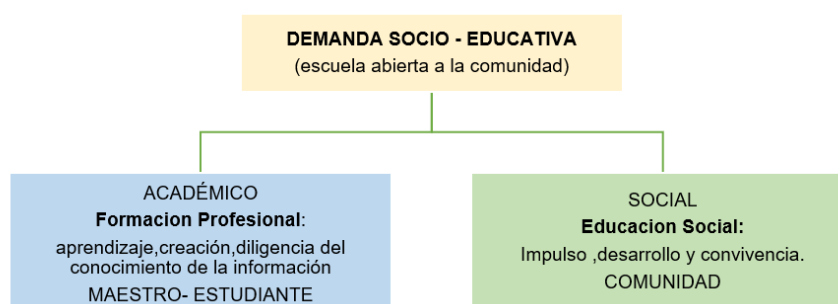 DEMANDA SOCIO - EDUCATIVA
(escuela abierta a la comunidad)
ACADÉMICO
Formacion Profesional:
aprendizaje,creación,diligencia del
conocimiento de la información
MAESTRO- ESTUDIANTE
SOCIAL
Educacion Social:
Impulso ,desarrollo y convivencia.
COMUNIDAD